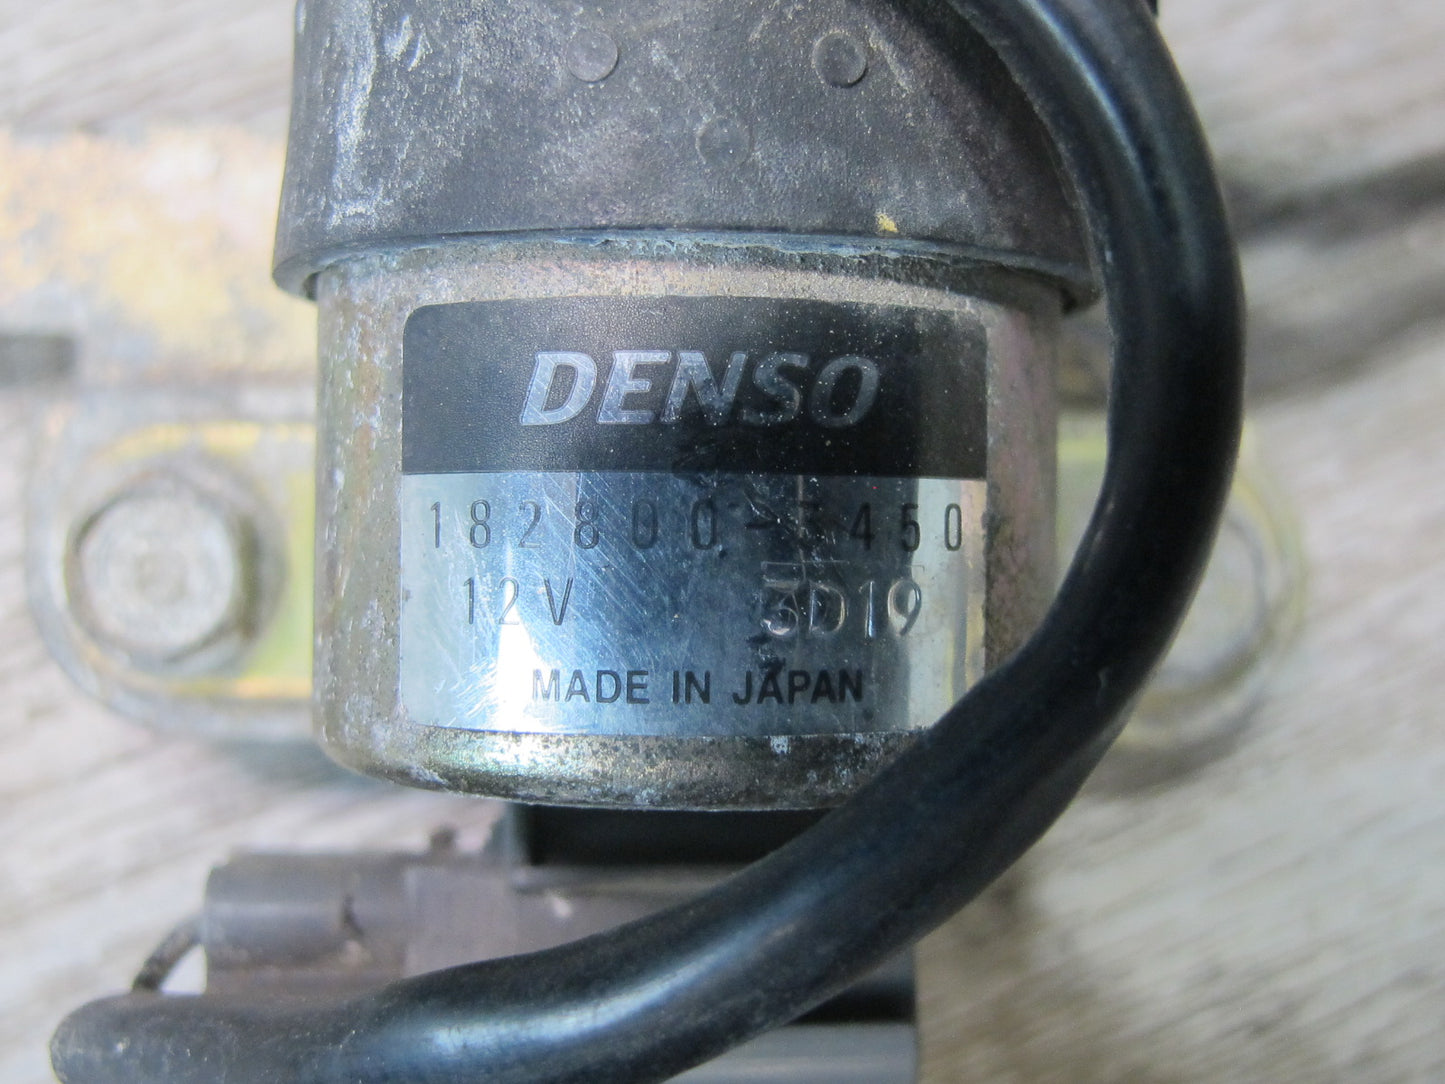 DENSO
182800-3450
12V 3D19
MADE IN JAPAN